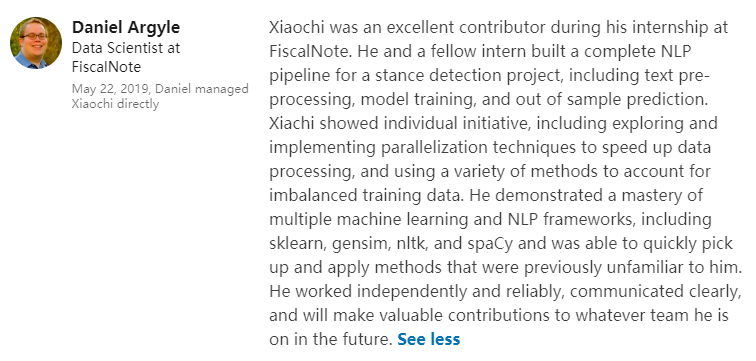 Daniel Argyle
Data Scientist at
FiscalNote
May 22, 2019, Daniel managed
Xiaochi directly
Xiaochi was an excellent contributor during his internship at
FiscalNote. He and a fellow intern built a complete NLP
pipeline for a stance detection project, including text pre-
processing, model training, and out of sample prediction.
Xiachi showed individual initiative, including exploring and
implementing parallelization techniques to speed up data
processing, and using a variety of methods to account for
imbalanced training data. He demonstrated a mastery of
multiple machine learning and NLP frameworks, including
sklearn, gensim, nltk, and spaCy and was able to quickly pick
up and apply methods that were previously unfamiliar to him.
He worked independently and reliably, communicated clearly,
and will make valuable contributions to whatever team he is
on in the future. See less